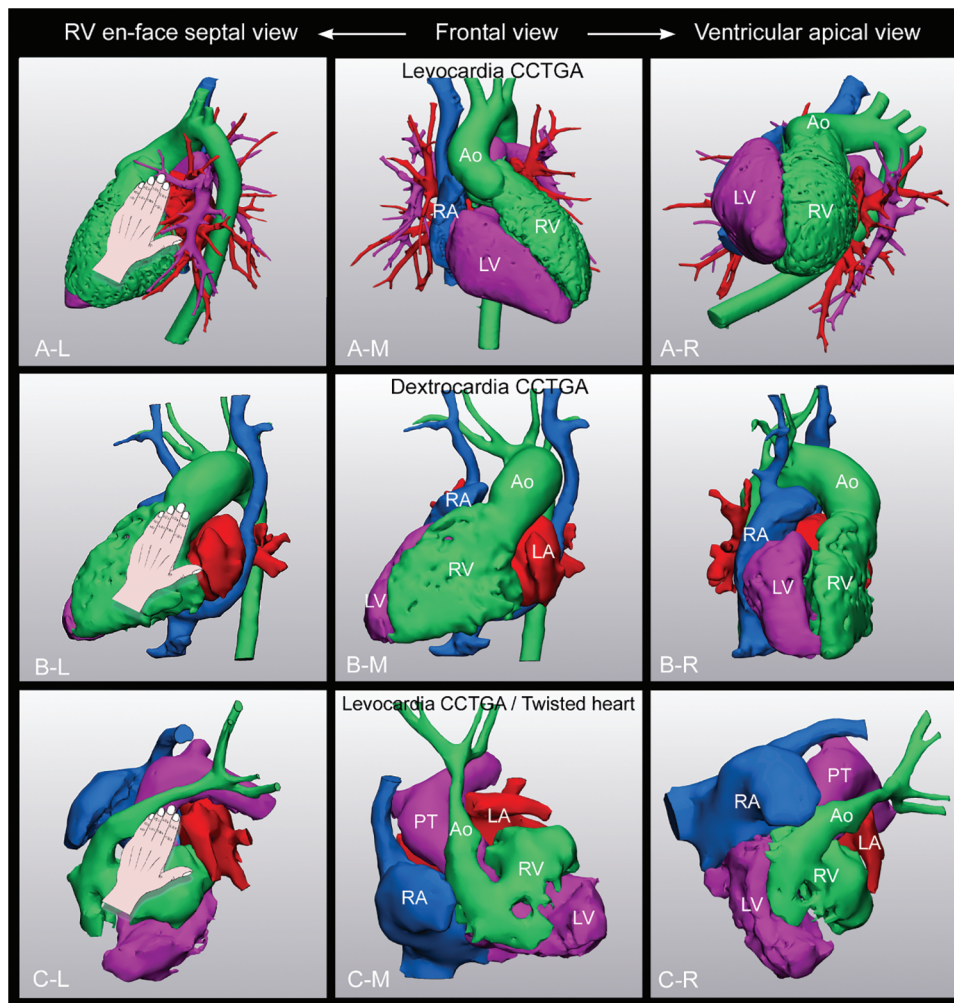 RV en-face septal view
Frontal view
Ventricular apical view
Levocardia CCTGA
Ao
RA
RV
LV
Ao
LV
RV
A-L
A-M
A-R
Dextrocardia CCTGA
RA
Ao
RV
LA
LV
Ao
RA
LV
RV
B-L
B-M
B-R
Levocardia CCTGA / Twisted heart
PT
Ao
LA
RV
RA
LV
RA
PT
Ao
LA
RV
LV
C-L
C-M
C-R